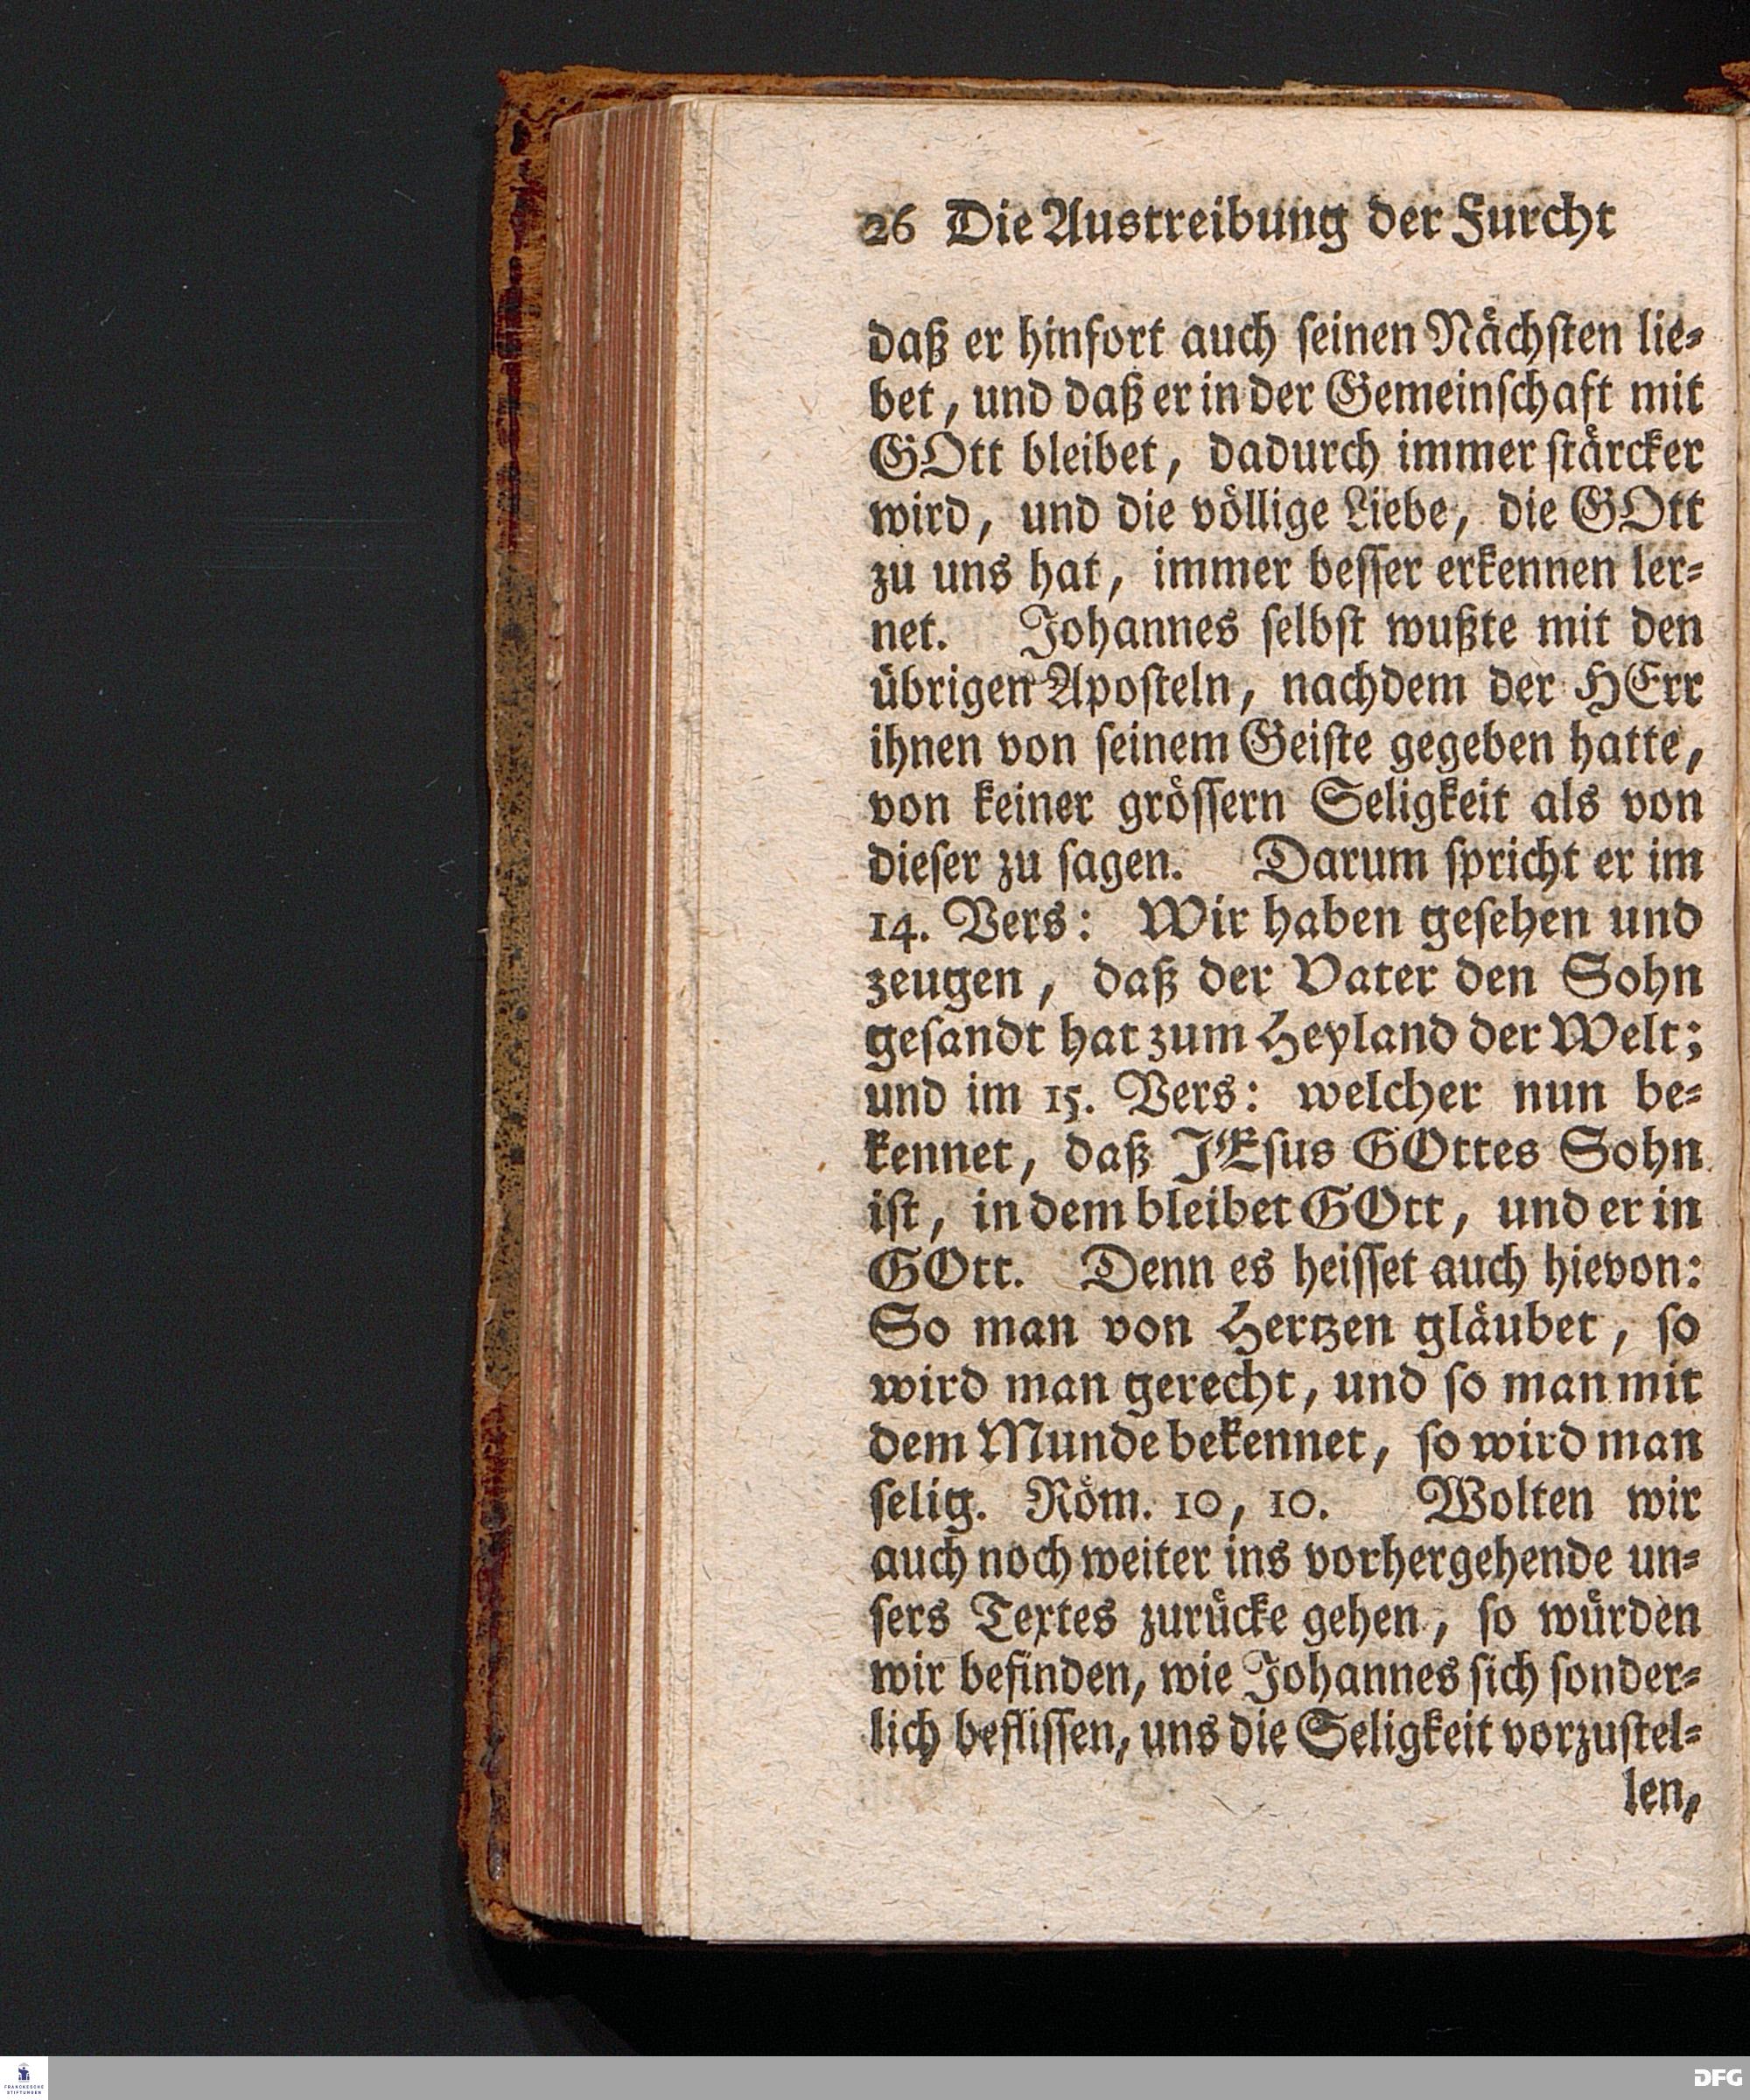 26 Die Austreibung der Furcht
daß er hinfort auch ſeinen Nächſten lie-
bet, und daß er in der Gemeinſchaft mit
GOtt bleibet, dadurch immer ſtärcker
wird, und die völlige Liebe, die GOtt
zu uns hat, immer beſſer erkennen ler-
net. Johannes ſelbſt wußte mit den
übrigen Apoſteln, nachdem der HErr
ihnen von ſeinem Geiſte gegeben hatte,
von keiner gröſſern Seligkeit als von
dieſer zu ſagen. Darum ſpricht er im
14. Vers: Wir haben geſehen und
zeugen, daß der Vater den Sohn
geſandt hat zum Heyland der Welt;
und im 15. Vers: welcher nun be-
kennet, daß JEſus GOttes Sohn
iſt, in dem bleibet GOtt, und er in
GOtt. Denn es heiſſet auch hievon:
So man von Hertzen gläubet, ſo
wird man gerecht, und ſo man mit
dem Munde bekennet, ſo wird man
ſelig. Röm. 10, 10. Wolten wir
auch noch weiter ins vorhergehende un-
ſers Textes zurücke gehen, ſo würden
wir befinden, wie Johannes ſich ſonder-
lich befliſſen, uns die Seligkeit vorzuſtel-
len,
FRANCKESCHE
STIFTUNGEN
DFG